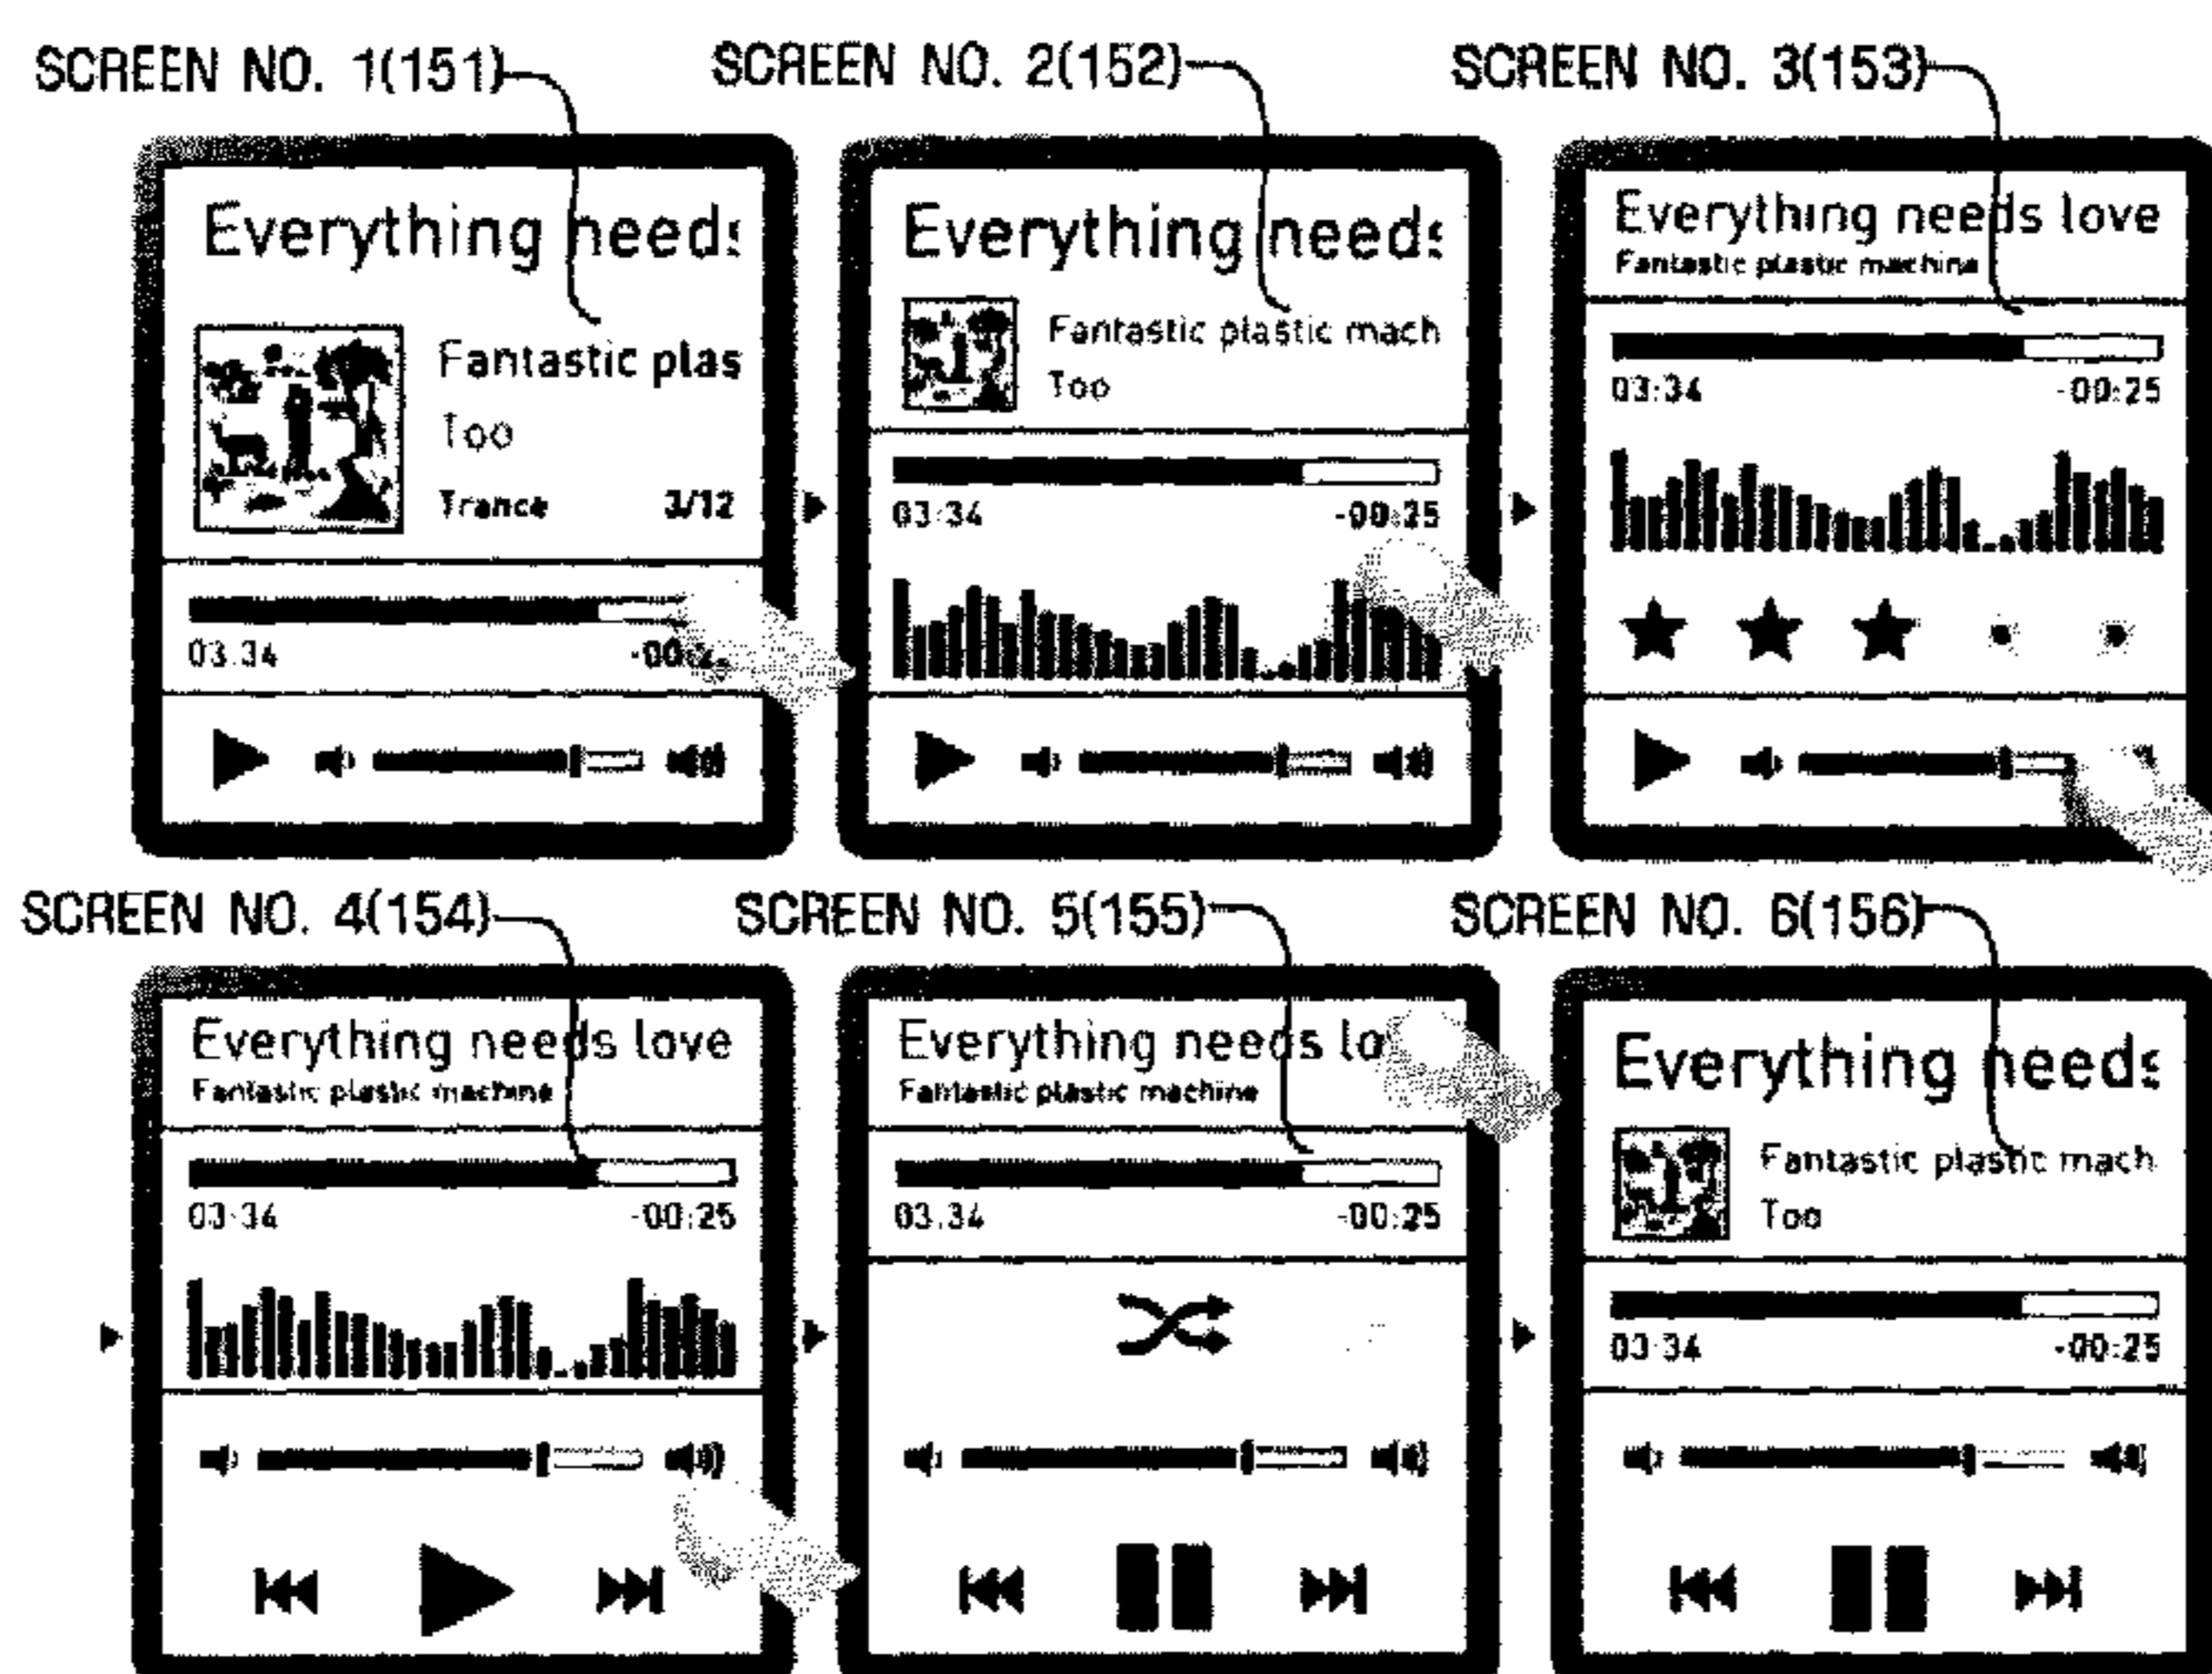 SCREEN NO. 1(151)
Everything needs
Fantastic plas
Too
Trance 3/12
03:34 -00:2
SCREEN NO. 2(152)
Everything needs
Fantastic plastic mach
Too
03:34 -00:25
SCREEN NO. 3(153)
Everything needs love
Fantastic plastic machine
03:34 -00:25
SCREEN NO. 4(154)
Everything needs love
Fantastic plastic machine
03:34 -00:25
SCREEN NO. 5(155)
Everything needs lo
Fantastic plastic machine
03:34 -00:25
SCREEN NO. 6(156)
Everything needs
Fantastic plastic mach
Too
03:34 -00:25